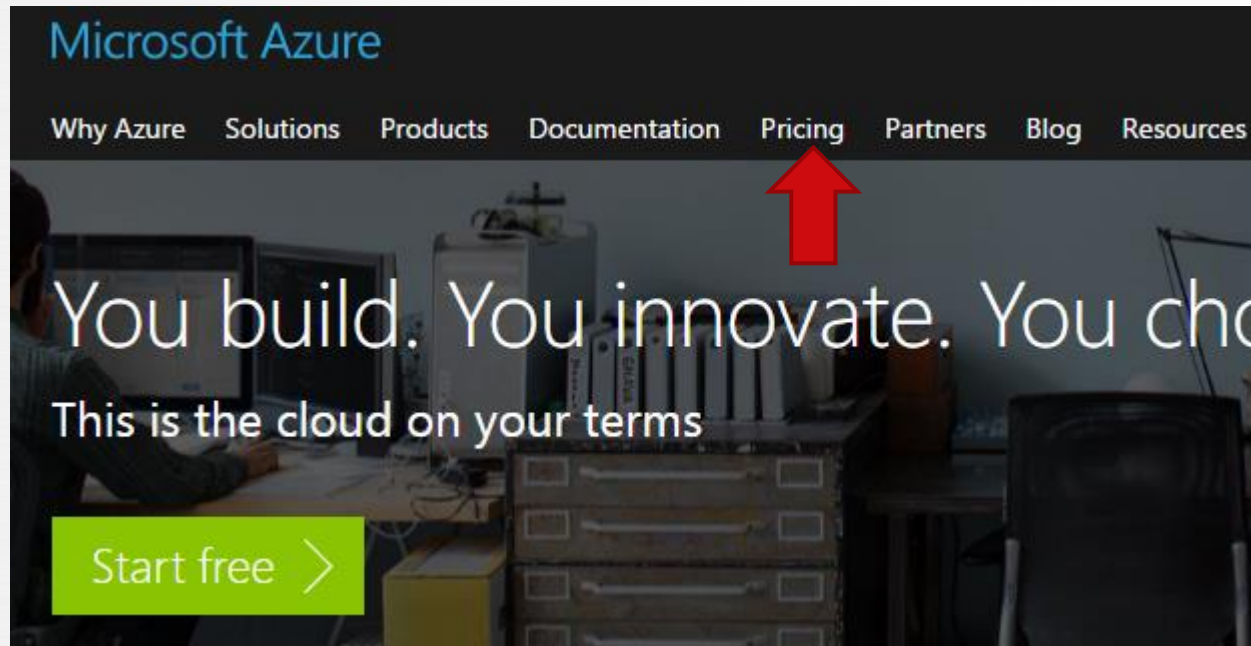 Microsoft Azure
Why Azure Solutions Products Documentation Pricing Partners Blog Resources
You build. You innovate. You cho
This is the cloud on your terms
Start free